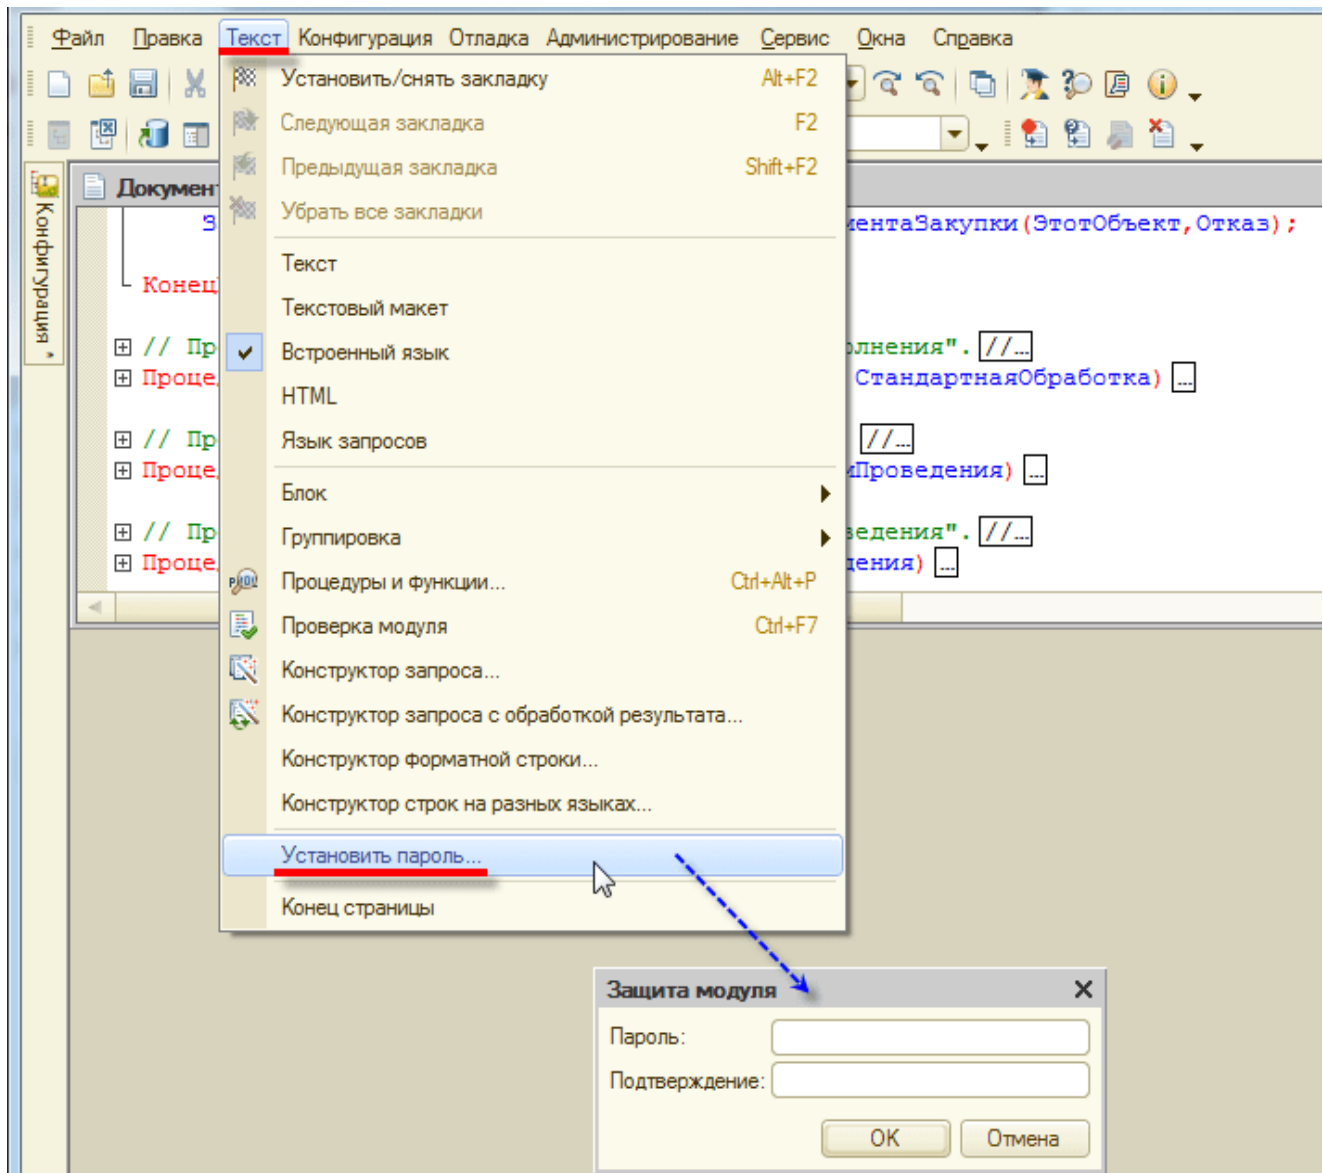 Файл Правка Текст Конфигурация Отладка Администрирование Сервис Окна Справка
Установить/снять закладку Alt+F2
Следующая закладка F2
Предыдущая закладка Shift+F2
Убрать все закладки
Текст
Текстовый макет
Встроенный язык
HTML
Язык запросов
Блок
Группировка
Процедуры и функции... Ctrl+Alt+P
Проверка модуля Ctrl+F7
Конструктор запроса...
Конструктор запроса с обработкой результата...
Конструктор форматной строки...
Конструктор строк на разных языках...
Установить пароль...
Конец страницы
Конфигурация *
Докумен
З ментаЗакупки(ЭтотОбъект,Отказ);
Конец
// Пр олнения". //…
Проце СтандартнаяОбработка) …
// Пр //…
Проце мПроведения) …
// Пр ведения". //…
Проце дения) …
Защита модуля
Пароль:
Подтверждение:
OK Отмена